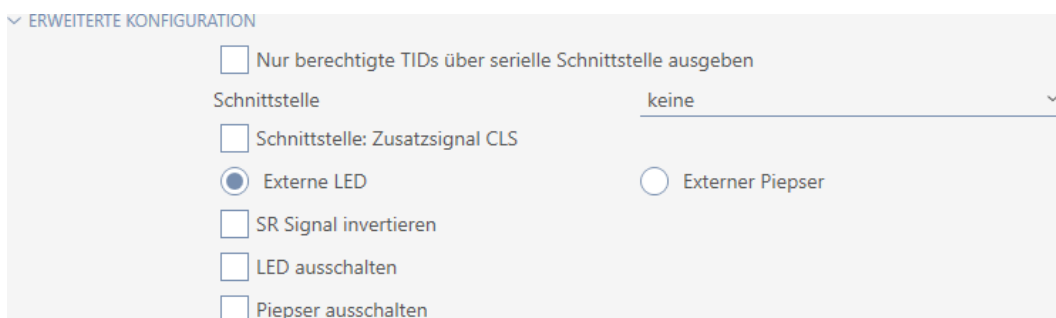 ERWEITERTE KONFIGURATION
Nur berechtigte TIDs über serielle Schnittstelle ausgeben
Schnittstelle keine
Schnittstelle: Zusatzsignal CLS
Externe LED Externer Piepser
SR Signal invertieren
LED ausschalten
Piepser ausschalten